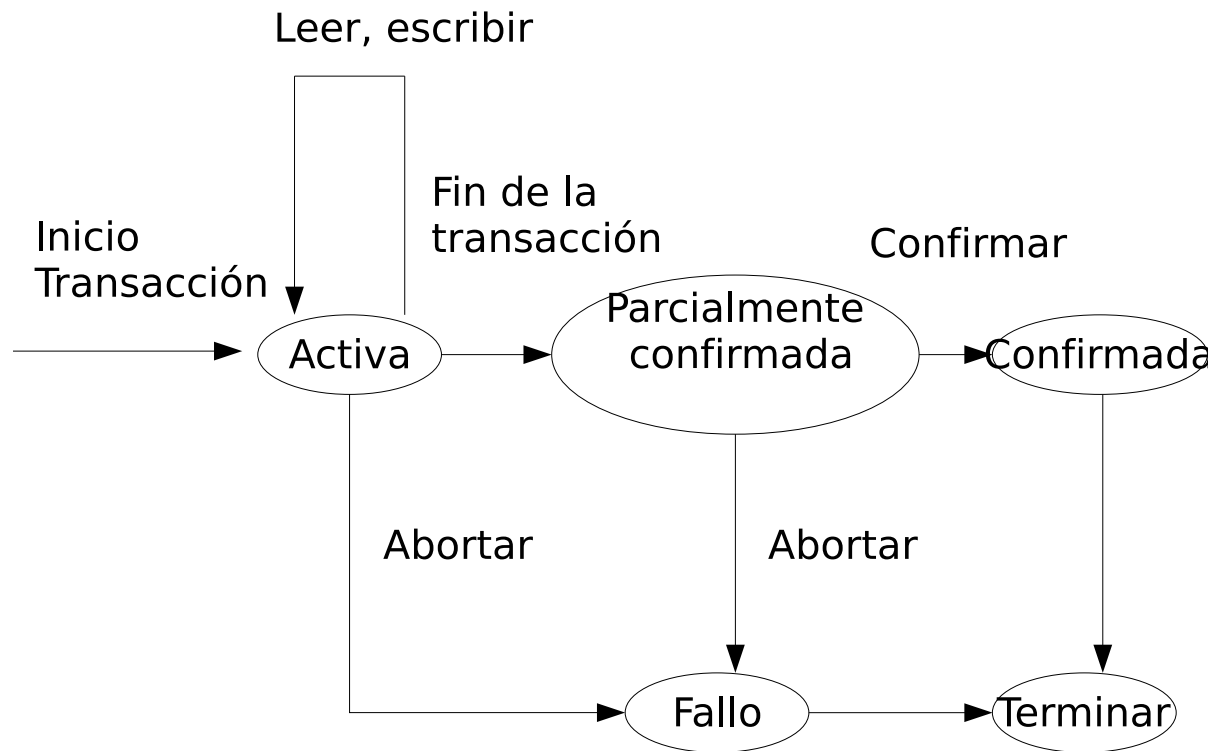 Leer, escribir
Inicio
Transacción
Fin de la
transacción
Confirmar
Activa
Parcialmente
confirmada
Confirmada
Abortar
Abortar
Fallo
Terminar